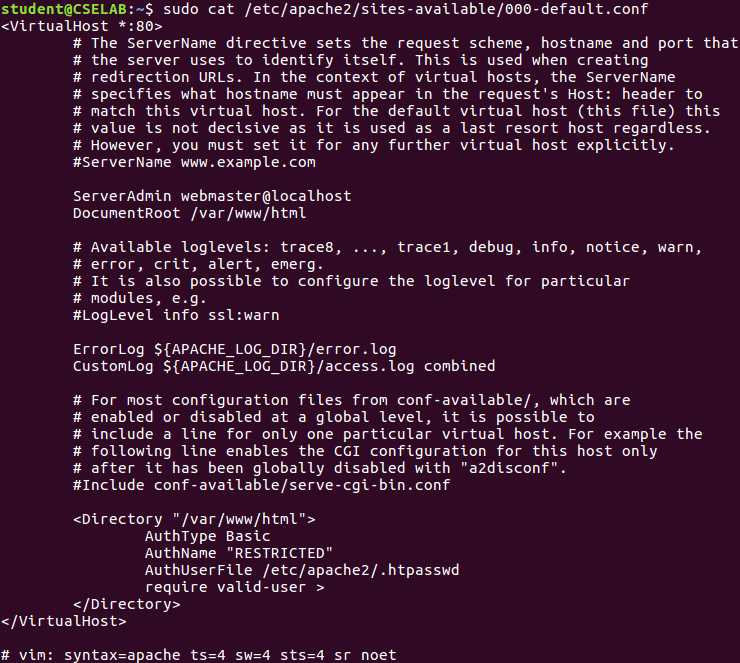 student@CSELAB:~$ sudo cat /etc/apache2/sites-available/000-default.conf
<VirtualHost *:80>
        # The ServerName directive sets the request scheme, hostname and port that
        # the server uses to identify itself. This is used when creating
        # redirection URLs. In the context of virtual hosts, the ServerName
        # specifies what hostname must appear in the request's Host: header to
        # match this virtual host. For the default virtual host (this file) this
        # value is not decisive as it is used as a last resort host regardless.
        # However, you must set it for any further virtual host explicitly.
        #ServerName www.example.com

        ServerAdmin webmaster@localhost
        DocumentRoot /var/www/html

        # Available loglevels: trace8, ..., trace1, debug, info, notice, warn,
        # error, crit, alert, emerg.
        # It is also possible to configure the loglevel for particular
        # modules, e.g.
        #LogLevel info ssl:warn

        ErrorLog ${APACHE_LOG_DIR}/error.log
        CustomLog ${APACHE_LOG_DIR}/access.log combined

        # For most configuration files from conf-available/, which are
        # enabled or disabled at a global level, it is possible to
        # include a line for only one particular virtual host. For example the
        # following line enables the CGI configuration for this host only
        # after it has been globally disabled with "a2disconf".
        #Include conf-available/serve-cgi-bin.conf

        <Directory "/var/www/html">
                AuthType Basic
                AuthName "RESTRICTED"
                AuthUserFile /etc/apache2/.htpasswd
                require valid-user >
        </Directory>
</VirtualHost>

# vim: syntax=apache ts=4 sw=4 sts=4 sr noet